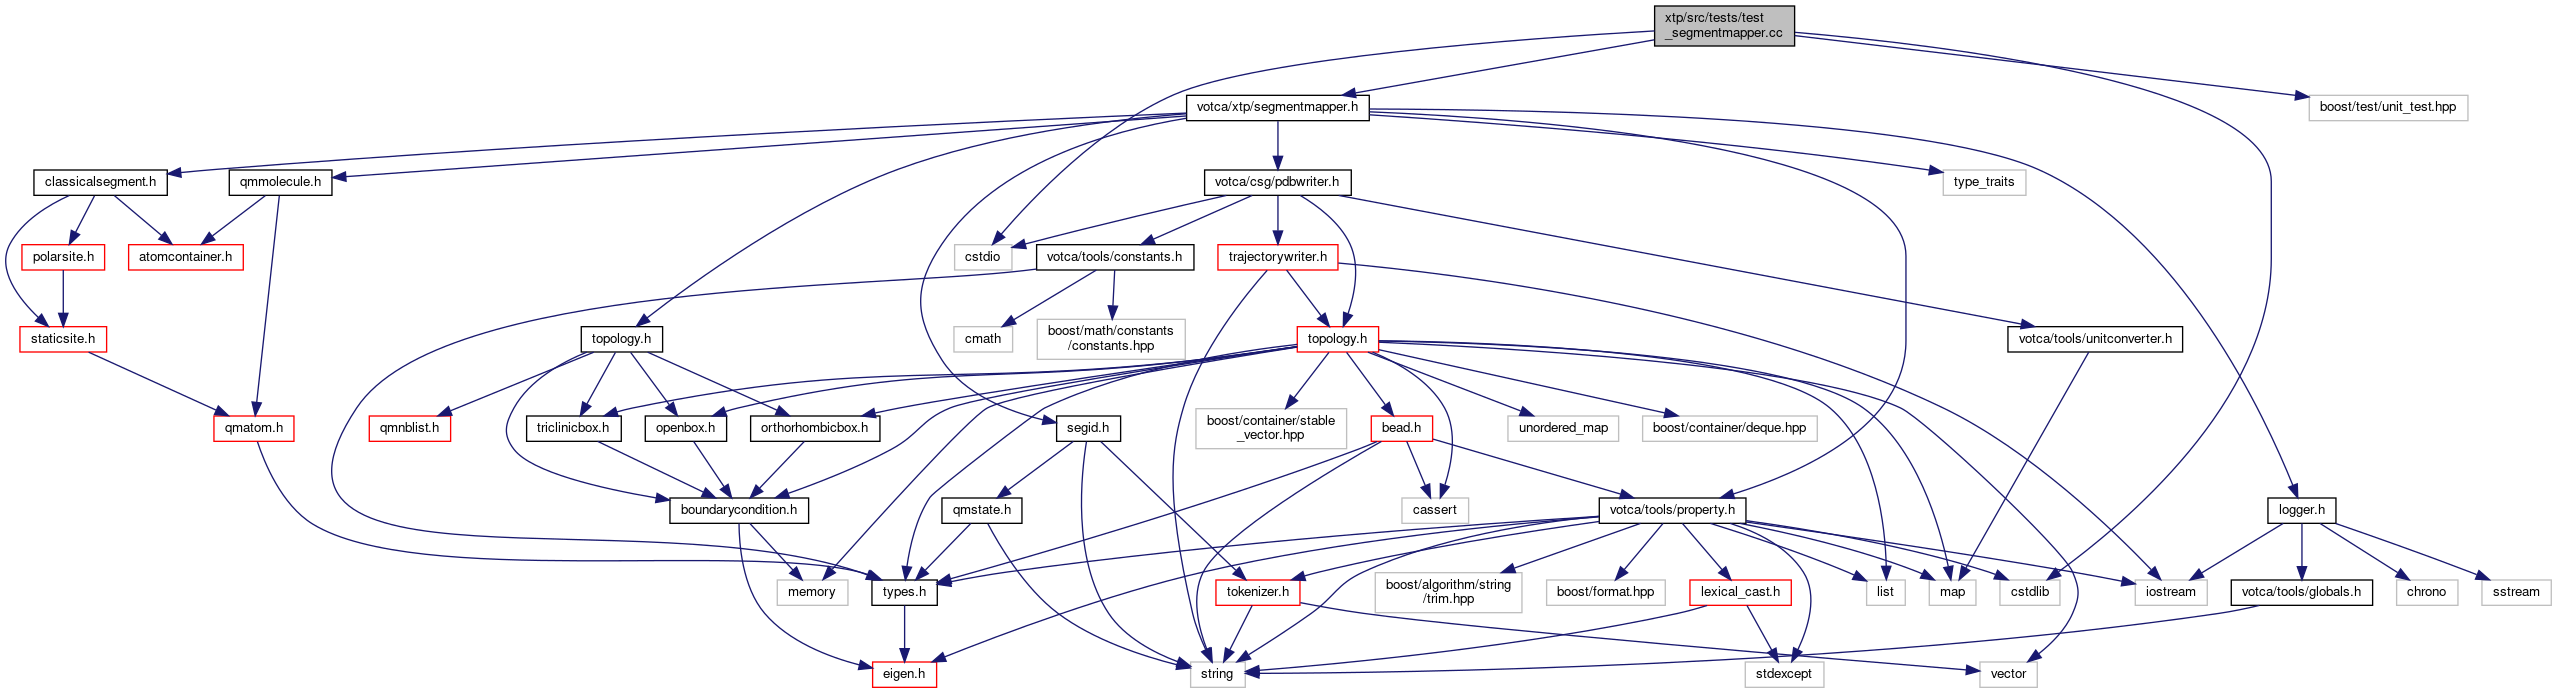 xtp/src/tests/test
_segmentmapper.cc
votca/xtp/segmentmapper.h
boost/test/unit_test.hpp
classicalsegment.h
qmmolecule.h
votca/csg/pdbwriter.h
type_traits
polarsite.h
atomcontainer.h
cstdio
votca/tools/constants.h
trajectorywriter.h
staticsite.h
topology.h
cmath
boost/math/constants
/constants.hpp
topology.h
votca/tools/unitconverter.h
qmatom.h
qmnblist.h
triclinicbox.h
openbox.h
orthorhombicbox.h
segid.h
boost/container/stable
_vector.hpp
bead.h
unordered_map
boost/container/deque.hpp
boundarycondition.h
qmstate.h
cassert
votca/tools/property.h
logger.h
memory
types.h
tokenizer.h
boost/algorithm/string
/trim.hpp
boost/format.hpp
lexical_cast.h
list
map
cstdlib
iostream
votca/tools/globals.h
chrono
sstream
eigen.h
string
stdexcept
vector